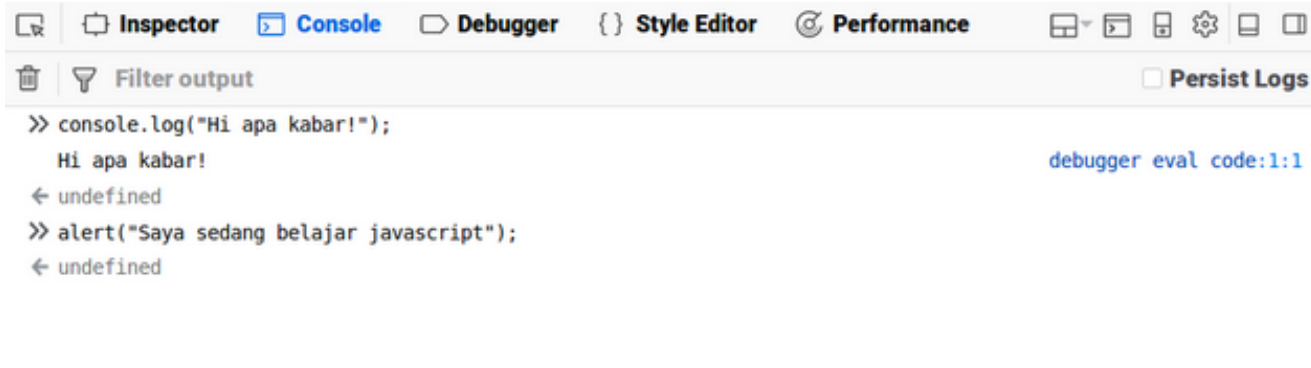 Inspector Console Debugger { } Style Editor Performance
Filter output Persist Logs
>> console.log("Hi apa kabar!");
Hi apa kabar! debugger eval code:1:1
← undefined
>> alert("Saya sedang belajar javascript");
← undefined